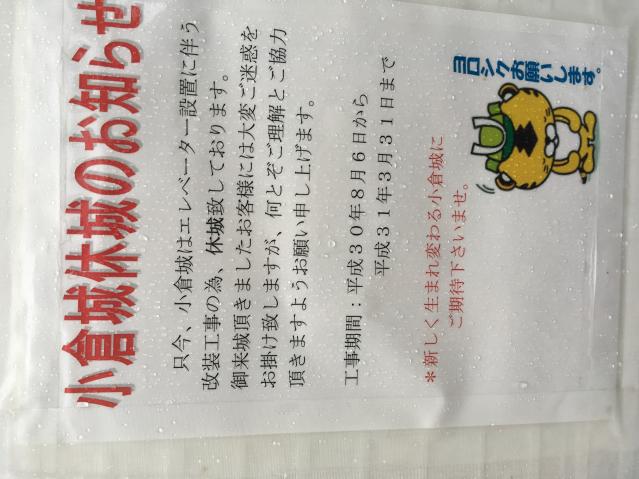 小倉城休城のお知らせ
只今、小倉城はエレベーター設置に伴う
改装工事の為、休城致しております。
御来城頂きましたお客様には大変ご迷惑を
お掛け致しますが、何とぞご理解とご協力
頂きますようお願い申し上げます。
工事期間：平成３０年８月６日から
平成３１年３月３１日まで
＊新しく生まれ変わる小倉城に
ご期待下さいませ。
ヨロシクお願いします。